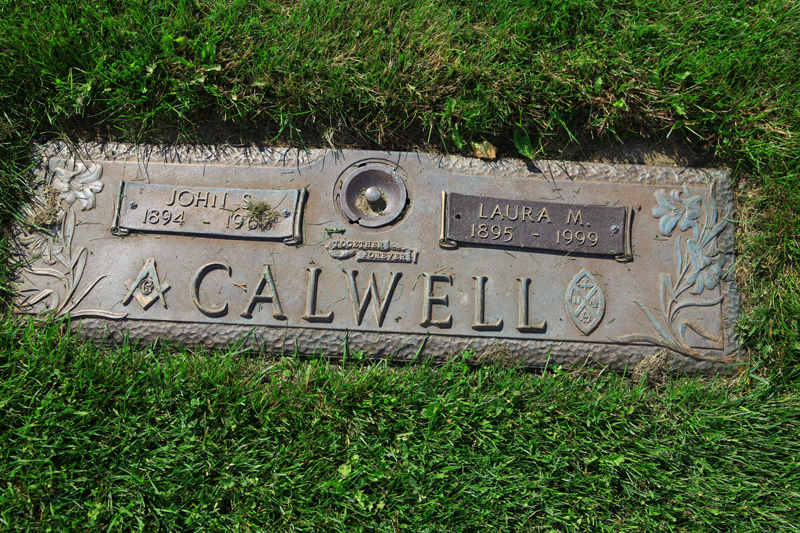 JOHN S.
1894 -
LAURA M.
1895 - 1999
TOGETHER
FOREVER
G
CALWELL